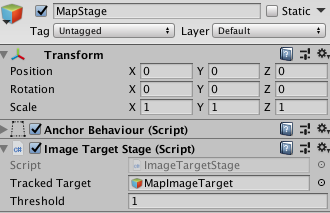 MapStage Static
Tag Untagged Layer Default
Transform
Position X 0 Y 0 Z 0
Rotation X 0 Y 0 Z 0
Scale X 1 Y 1 Z 1
Anchor Behaviour (Script)
Image Target Stage (Script)
Script ImageTargetStage
Tracked Target MapImageTarget
Threshold 1